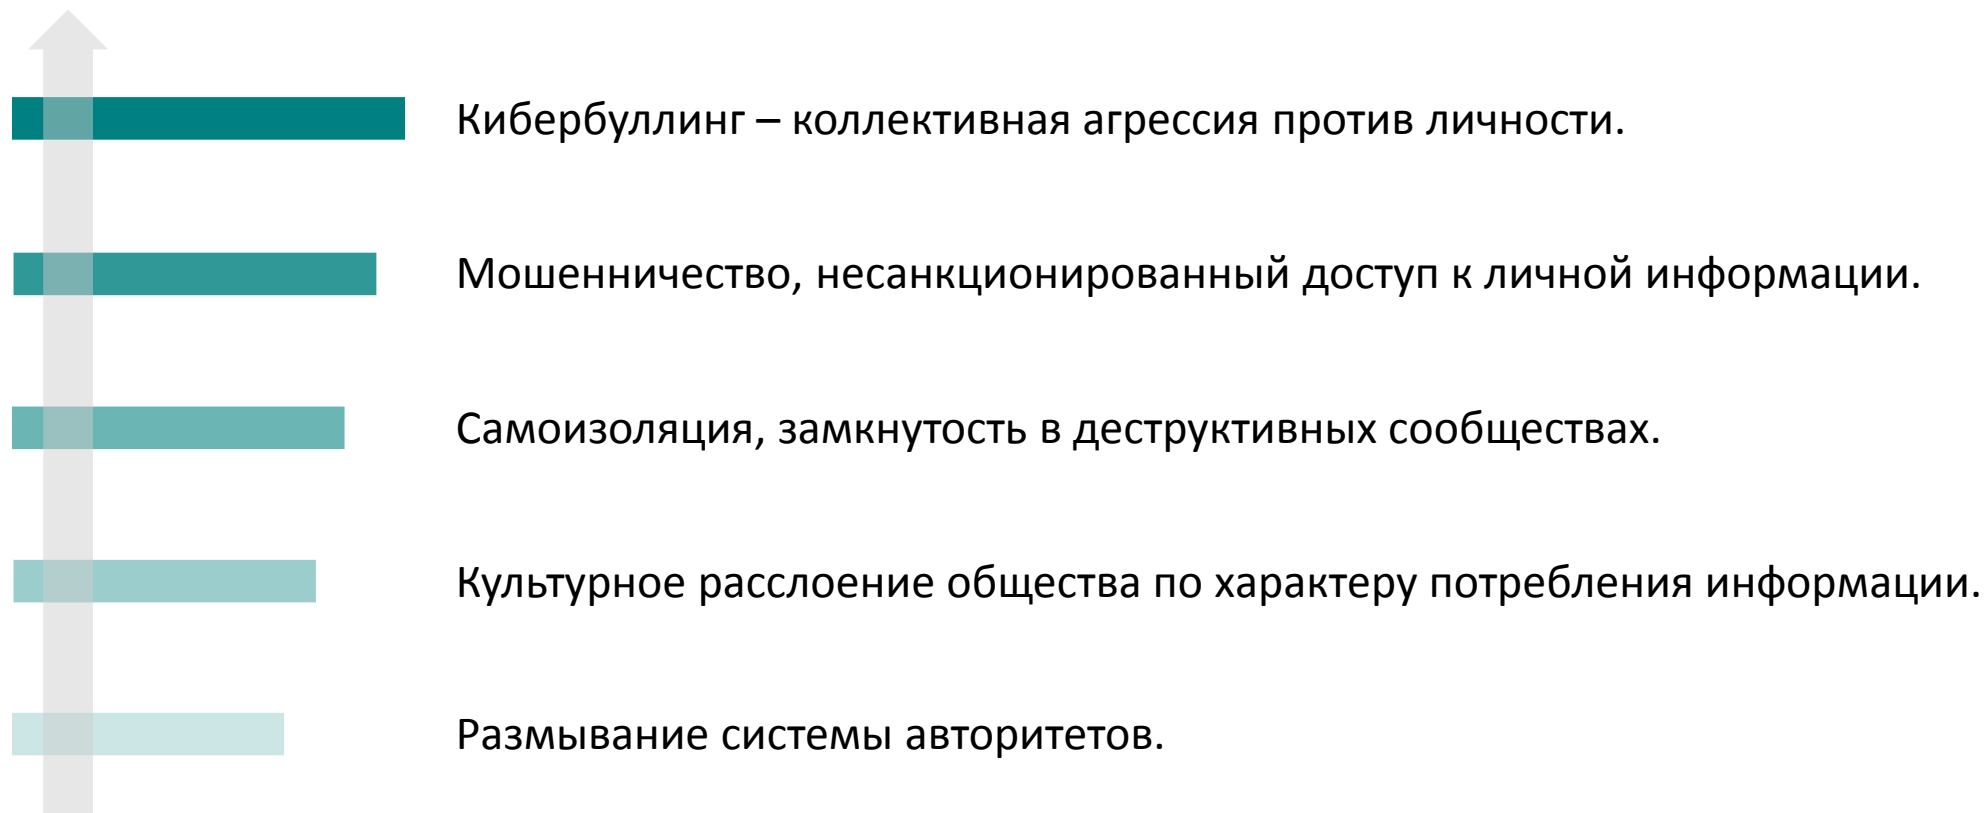 Кибербуллинг – коллективная агрессия против личности.
Мошенничество, несанкционированный доступ к личной информации.
Самоизоляция, замкнутость в деструктивных сообществах.
Культурное расслоение общества по характеру потребления информации.
Размывание системы авторитетов.